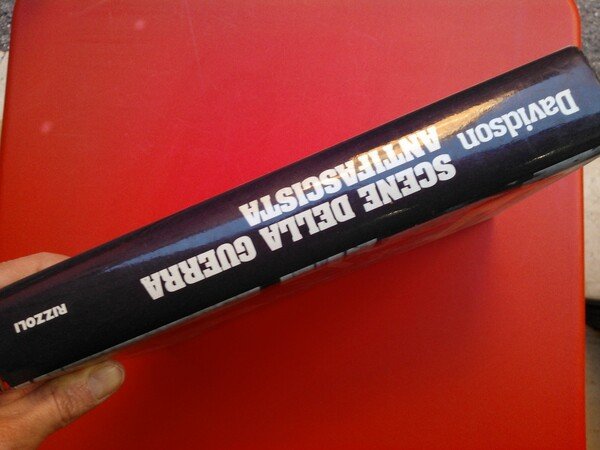 Davidson
SCENE DELLA GUERRA
ANTIFASCISTA
RIZZOLI